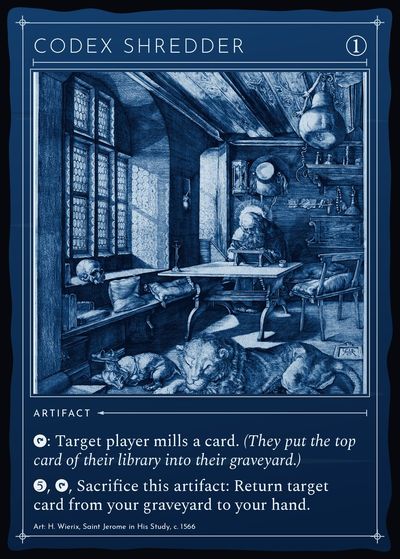 CODEX SHREDDER 1
ARTIFACT
: Target player mills a card. (They put the top
card of their library into their graveyard.)
5, , Sacrifice this artifact: Return target
card from your graveyard to your hand.
Art: H. Wierix, Saint Jerome in His Study, c. 1566